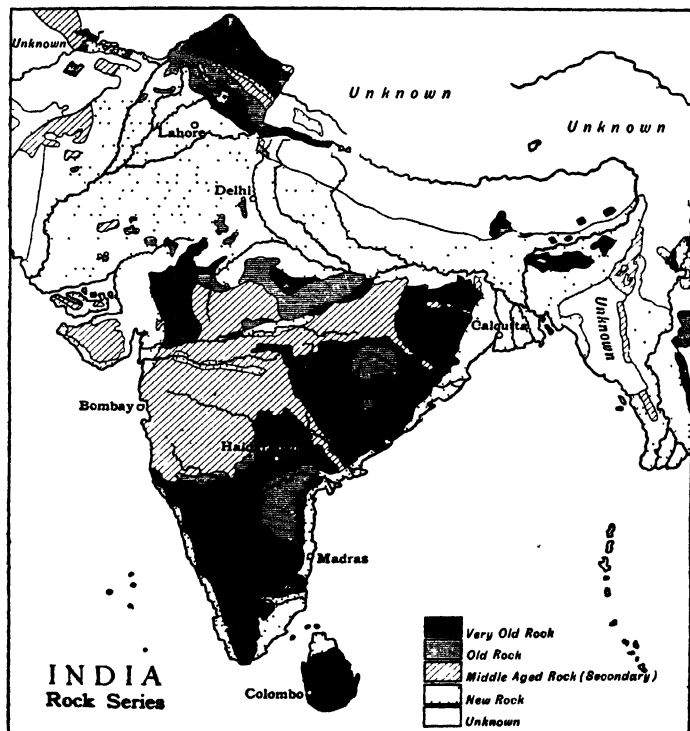 Unknown
Unknown
Unknown
Lahore
Delhi
Calcutta
Unknown
Bombay
Madras
Colombo
INDIA
Rock Series
Very Old Rock
Old Rock
Middle Aged Rock (Secondary)
New Rock
Unknown